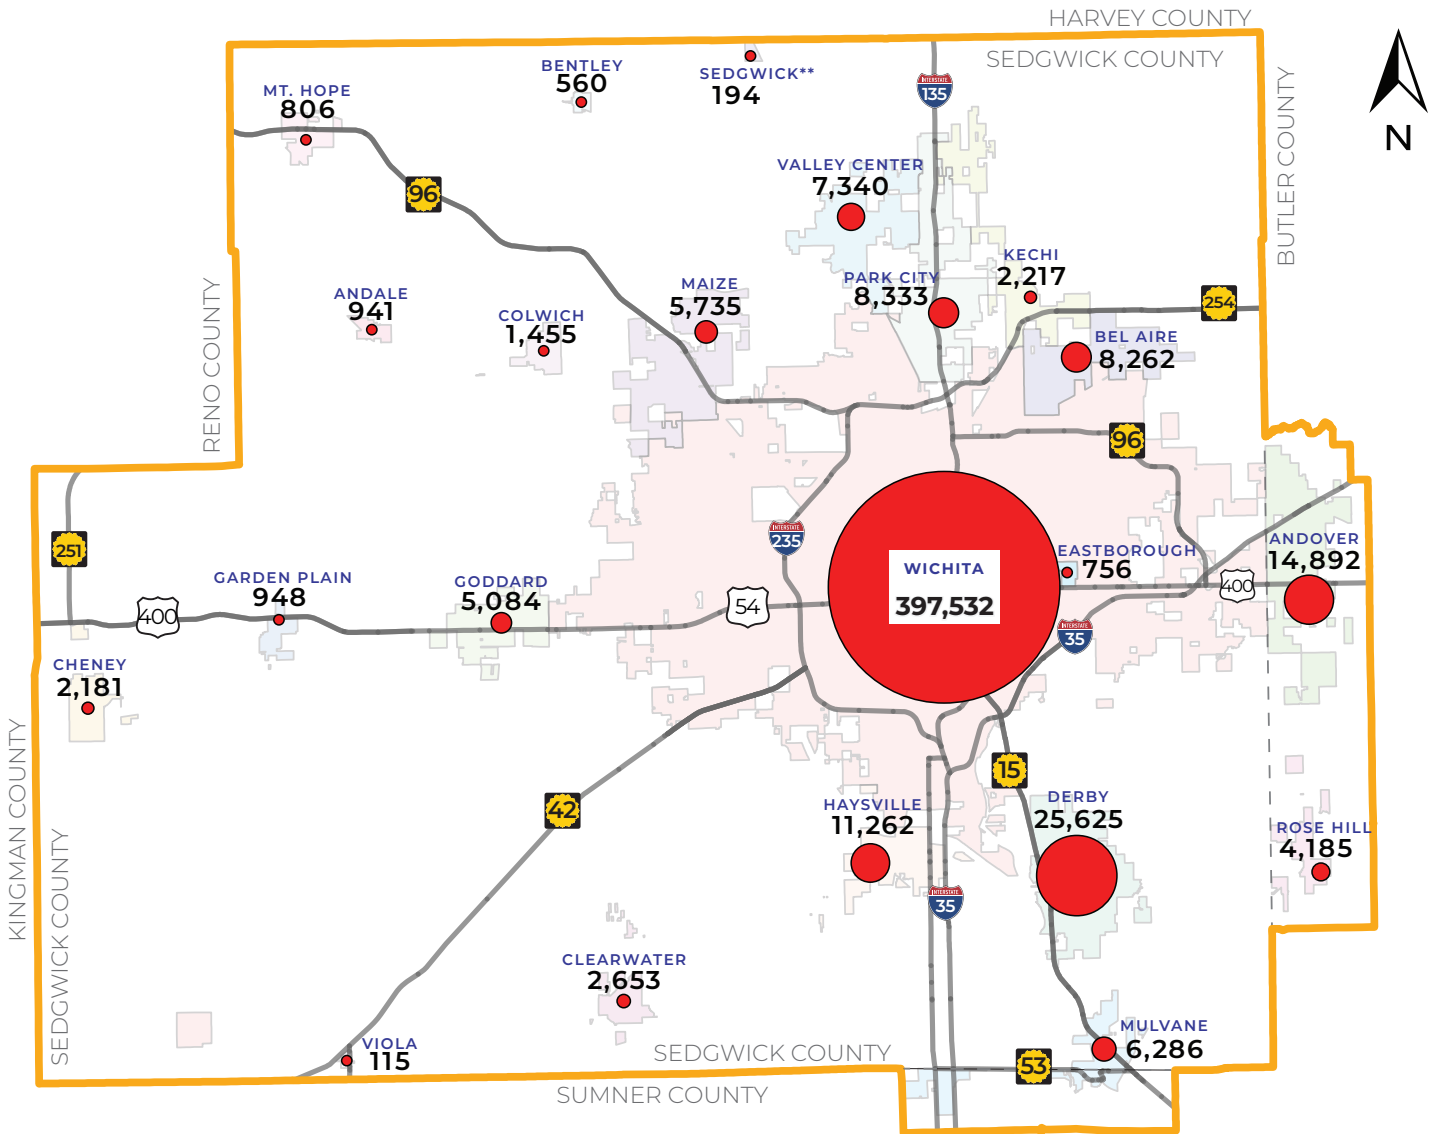 HARVEY COUNTY
SEDGWICK COUNTY
BENTLEY
560
SEDGWICK**
194
MT. HOPE
806
INTERSTATE
135
N
BUTLER COUNTY
VALLEY CENTER
7,340
96
KECHI
2,217
PARK CITY
8,333
MAIZE
5,735
ANDALE
941
COLWICH
1,455
254
BEL AIRE
8,262
RENO COUNTY
96
INTERSTATE
235
251
ANDOVER
14,892
EASTBOROUGH
756
WICHITA
397,532
GARDEN PLAIN
948
GODDARD
5,084
400
54
400
INTERSTATE
35
CHENEY
2,181
KINGMAN COUNTY
SEDGWICK COUNTY
15
42
HAYSVILLE
11,262
DERBY
25,625
ROSE HILL
4,185
INTERSTATE
35
CLEARWATER
2,653
VIOLA
115
SEDGWICK COUNTY
MULVANE
6,286
53
SUMNER COUNTY